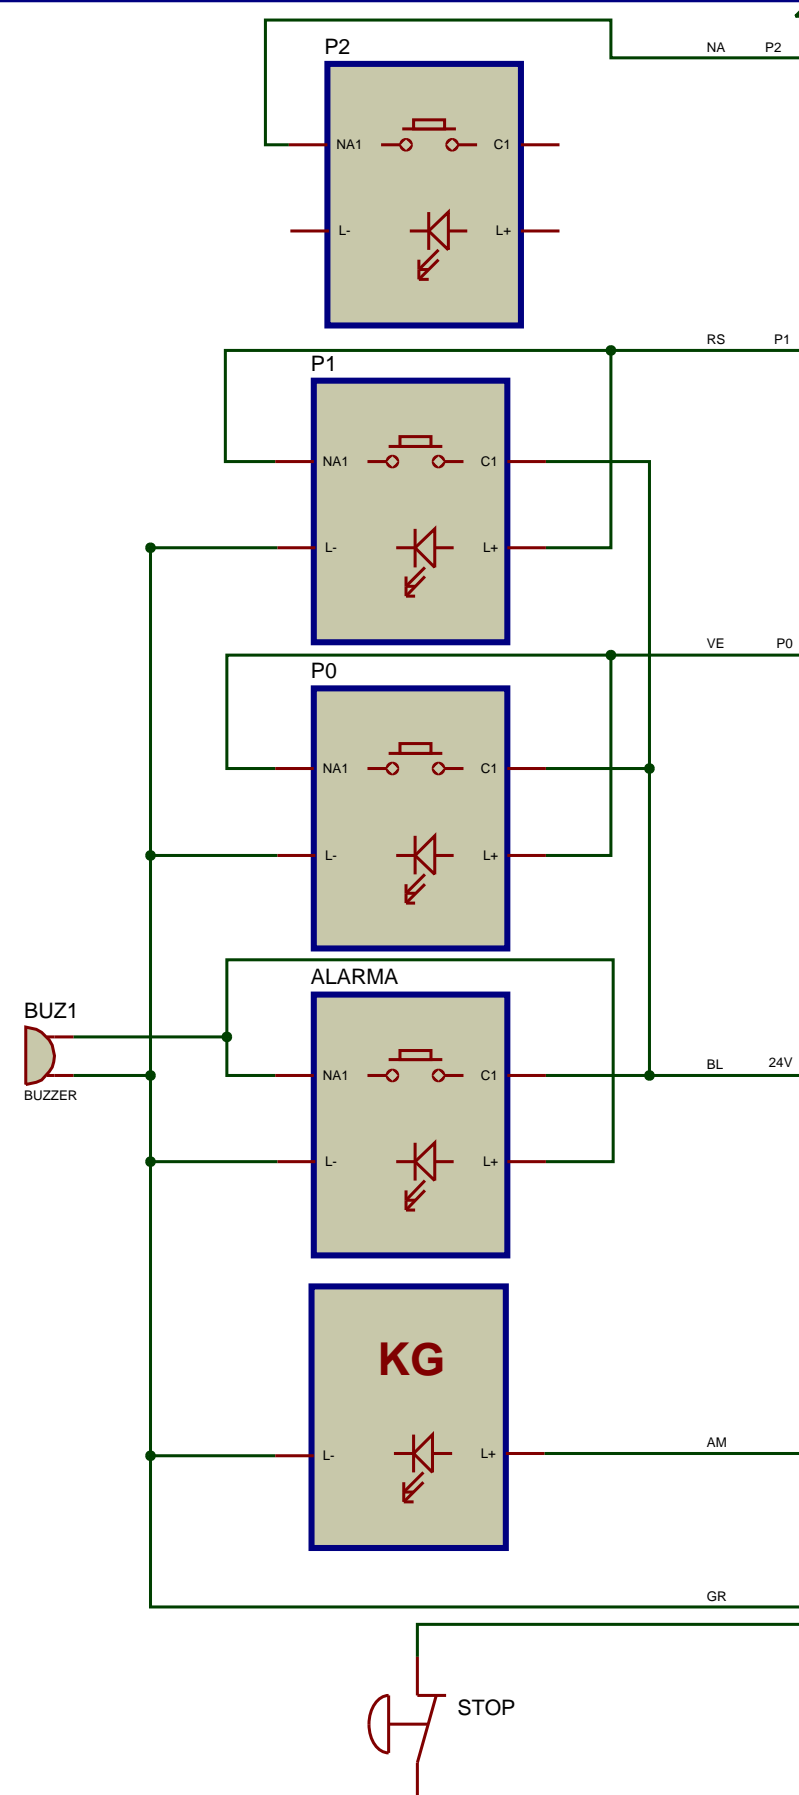 P2
NA P2
NA1 C1
L- L+
RS P1
P1
NA1 C1
L- L+
VE P0
P0
NA1 C1
L- L+
ALARMA
BUZ1
BL 24V
NA1 C1
BUZZER
L- L+
KG
AM
L- L+
GR
STOP